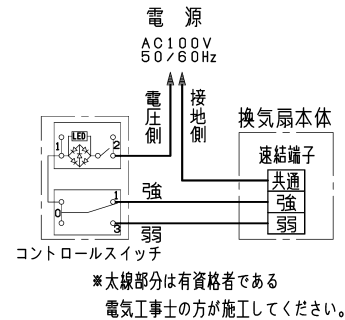 電源
AC100V
50/60Hz
電圧側
接地側
換気扇本体
速結端子
共通
強
弱
LED
1
2
0
1
3
強
弱
コントロールスイッチ
※太線部分は有資格者である
電気工事士の方が施工してください。